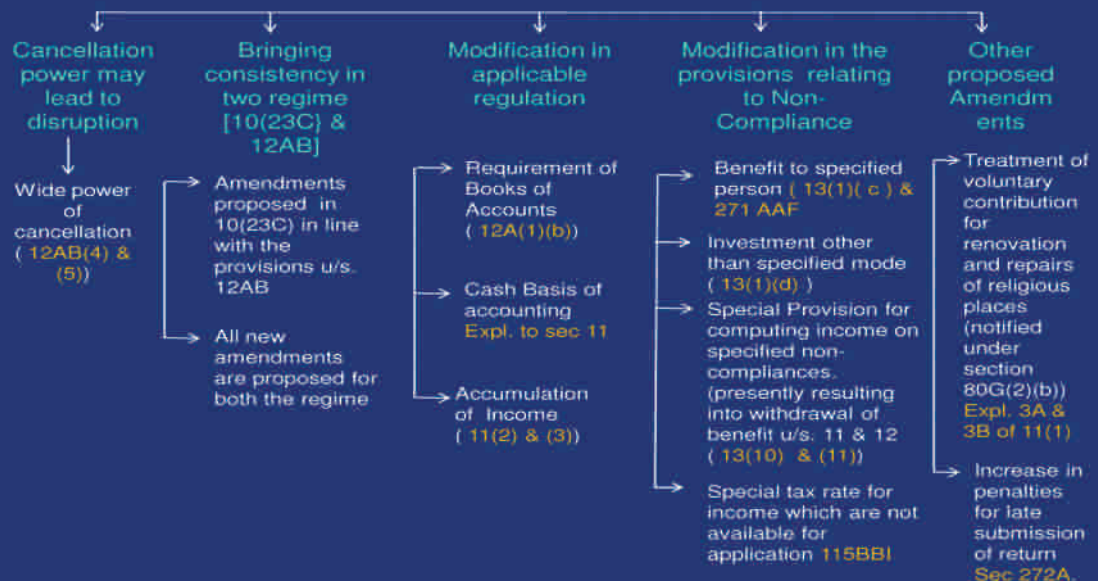 Cancellation
power may
lead to
disruption
Wide power
of
cancellation
( 12AB(4) &
(5))
Bringing
consistency in
two regime
[10(23C} &
12AB]
Amendments
proposed in
10(23C) in line
with the
provisions u/s.
12AB
All new
amendments
are proposed for
both the regime
Modification in
applicable
regulation
Requirement of
Books of
Accounts
( 12A(1)(b))
Cash Basis of
accounting
Expl. to sec 11
Accumulation
of Income
( 11(2) & (3))
Modification in the
provisions relating
to Non-
Compliance
Benefit to specified
person ( 13(1)( c ) &
271 AAF
Investment other
than specified mode
( 13(1)(d) )
Special Provision for
computing income on
specified non-
compliances.
(presently resulting
into withdrawal of
benefit u/s. 11 & 12
( 13(10) & (11))
Special tax rate for
income which are not
available for
application 115BBI
Other
proposed
Amendm
ents
Treatment of
voluntary
contribution
for
renovation
and repairs
of religious
places
(notified
under
section
80G(2)(b))
Expl. 3A &
3B of 11(1)
Increase in
penalties
for late
submission
of return
Sec 272A.